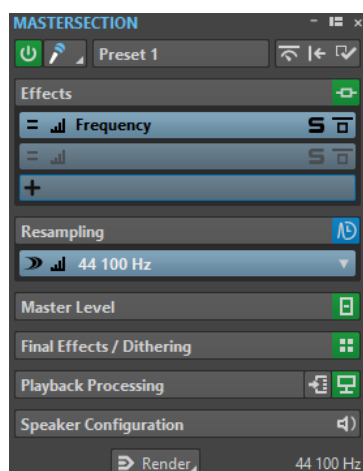 MASTERSECTION
Preset 1
Effects
Frequency S
S
Resampling
44 100 Hz
Master Level
Final Effects / Dithering
Playback Processing
Speaker Configuration
Render 44 100 Hz